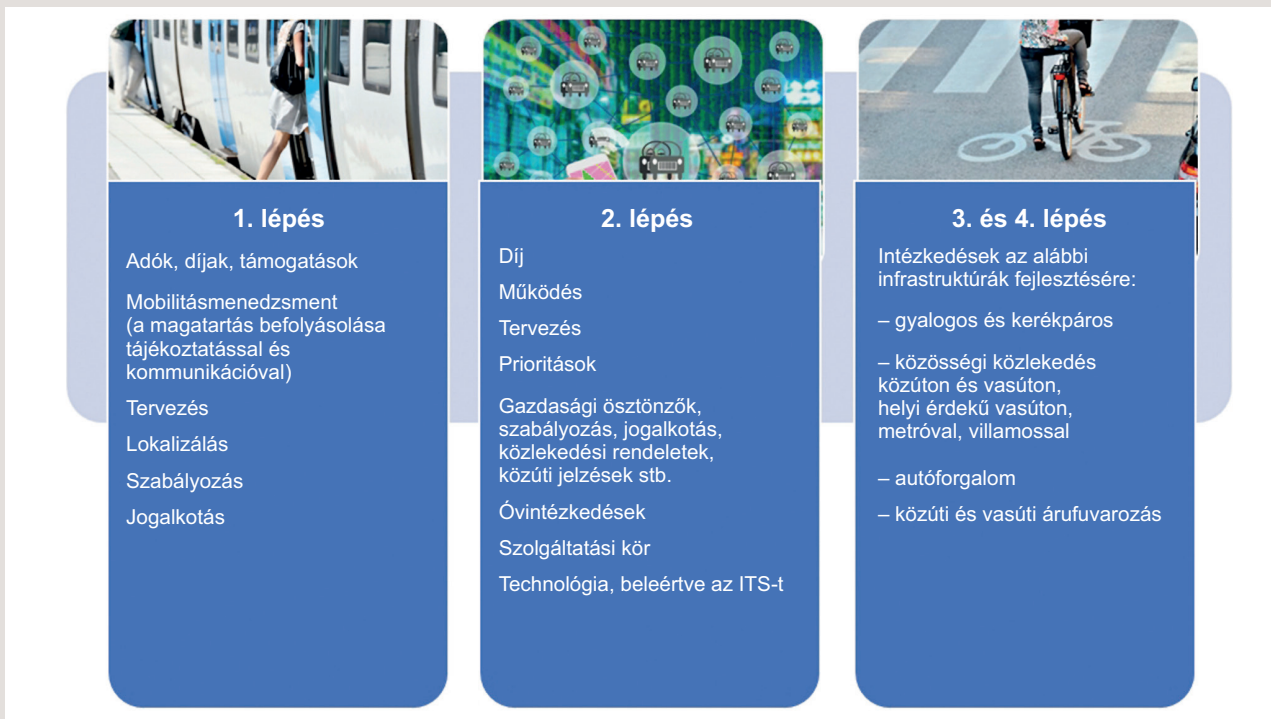 1. lépés
Adók, díjak, támogatások
Mobilitásmenedzsment
(a magatartás befolyásolása
tájékoztatással és
kommunikációval)
Tervezés
Lokalizálás
Szabályozás
Jogalkotás
2. lépés
Díj
Működés
Tervezés
Prioritások
Gazdasági ösztönzők,
szabályozás, jogalkotás,
közlekedési rendeletek,
közúti jelzések stb.
Óvintézkedések
Szolgáltatási kör
Technológia, beleértve az ITS-t
3. és 4. lépés
Intézkedések az alábbi
infrastruktúrák fejlesztésére:
– gyalogos és kerékpáros
– közösségi közlekedés
közúton és vasúton,
helyi érdekű vasúton,
metróval, villamossal
– autóforgalom
– közúti és vasúti árufuvarozás